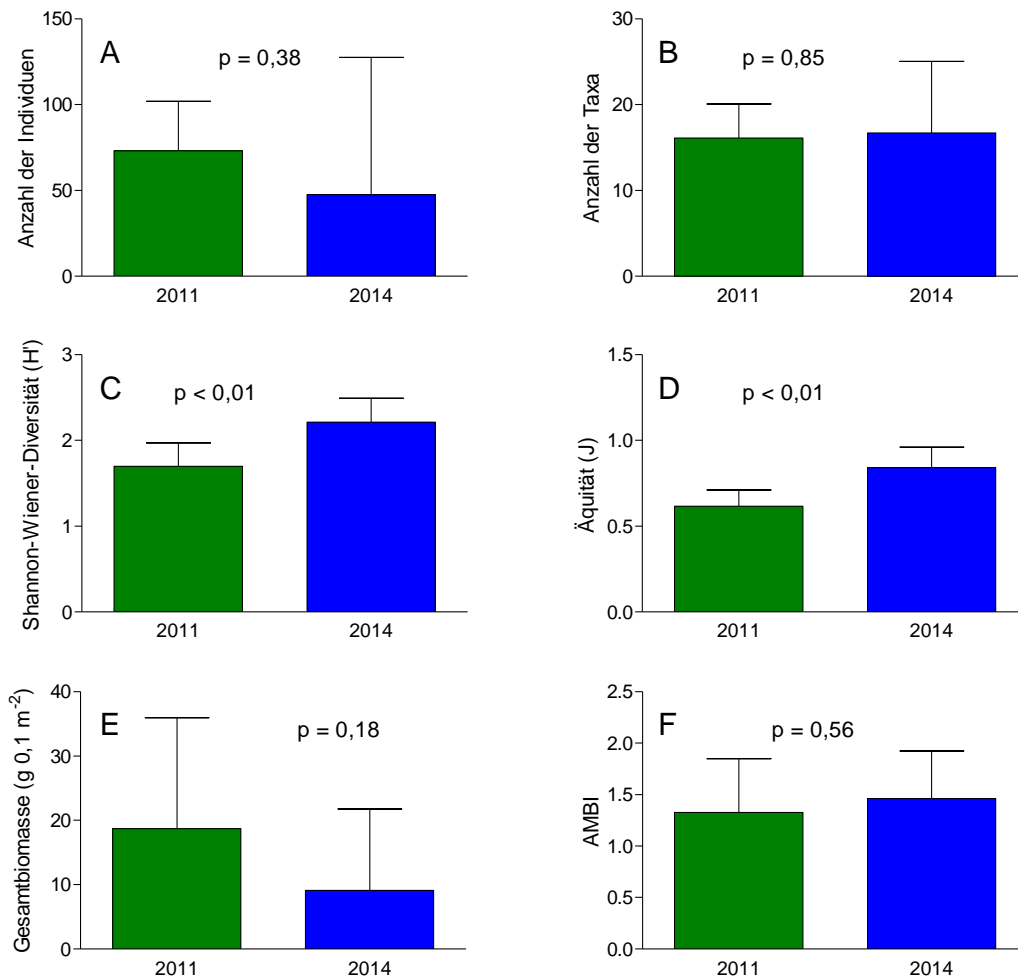 A
p = 0,38
Anzahl der Individuen
150
100
50
0
2011
2014
B
p = 0,85
Anzahl der Taxa
30
20
10
0
2011
2014
C
p < 0,01
Shannon-Wiener-Diversität (H')
3
2
1
0
2011
2014
D
p < 0,01
Äquität (J)
1.5
1.0
0.5
0.0
2011
2014
E
p = 0,18
Gesamtbiomasse (g 0,1 m⁻²)
40
30
20
10
0
2011
2014
F
p = 0,56
AMBI
2.5
2.0
1.5
1.0
0.5
0.0
2011
2014